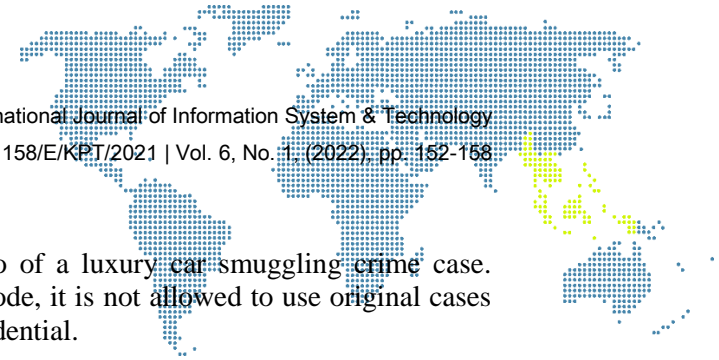 national Journal of Information System & Technology
158/E/KPT/2021 | Vol. 6, No. 1, (2022), pp. 152-158
of a luxury car smuggling crime case.
ode, it is not allowed to use original cases
dential.